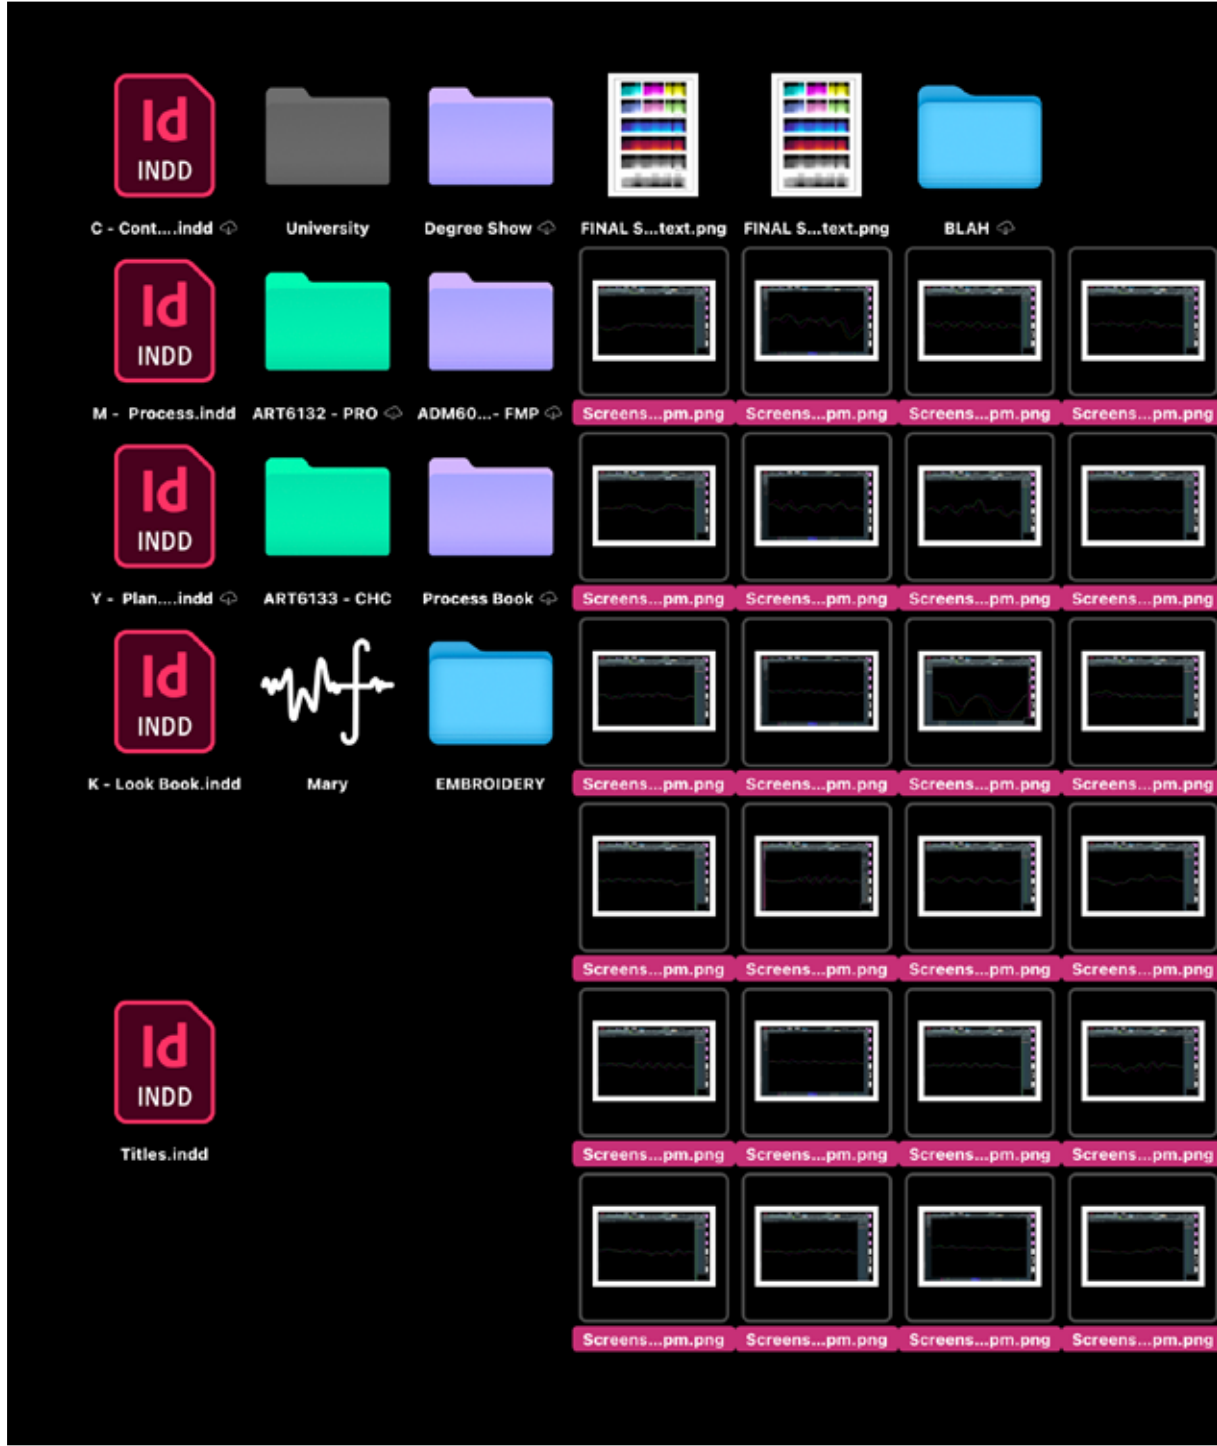 Id
INDD
C - Cont....indd
University
Degree Show
FINAL S...text.png
FINAL S...text.png
BLAH
Id
INDD
M -  Process.indd
ART6132 - PRO
ADM60...- FMP
Screens...pm.png
Screens...pm.png
Screens...pm.png
Screens...pm.png
Id
INDD
Y -  Plan....indd
ART6133 - CHC
Process Book
Screens...pm.png
Screens...pm.png
Screens...pm.png
Screens...pm.png
Id
INDD
K - Look Book.indd
Mary
EMBROIDERY
Screens...pm.png
Screens...pm.png
Screens...pm.png
Screens...pm.png
Screens...pm.png
Screens...pm.png
Screens...pm.png
Screens...pm.png
Id
INDD
Titles.indd
Screens...pm.png
Screens...pm.png
Screens...pm.png
Screens...pm.png
Screens...pm.png
Screens...pm.png
Screens...pm.png
Screens...pm.png